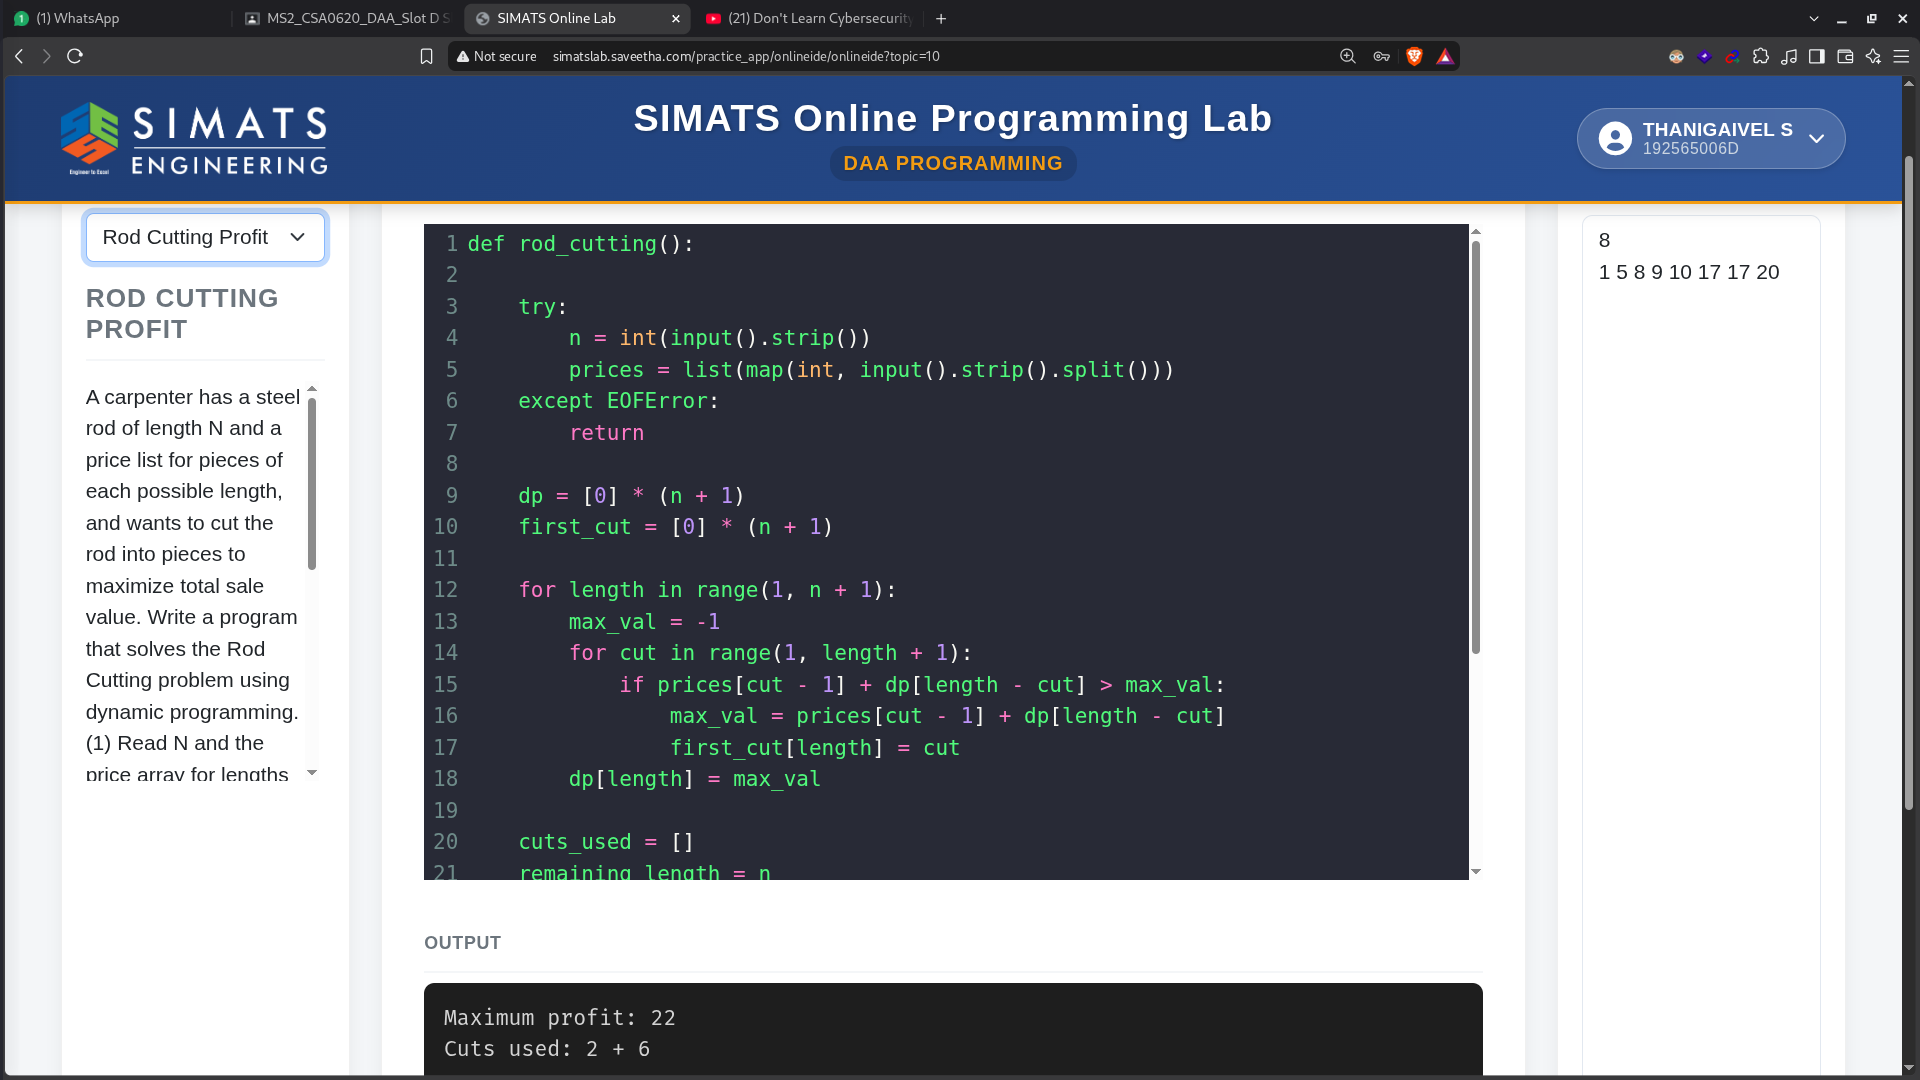 (1) WhatsApp
MS2_CSA0620_DAA_Slot D S
SIMATS Online Lab
(21) Don't Learn Cybersecurity
Not secure
simatslab.saveetha.com/practice_app/onlineide/onlineide?topic=10
SIMATS
ENGINEERING
Engineer to Excel
SIMATS Online Programming Lab
DAA PROGRAMMING
THANIGAIVEL S
192565006D
Rod Cutting Profit
ROD CUTTING
PROFIT
A carpenter has a steel
rod of length N and a
price list for pieces of
each possible length,
and wants to cut the
rod into pieces to
maximize total sale
value. Write a program
that solves the Rod
Cutting problem using
dynamic programming.
(1) Read N and the
price array for lengths
1 def rod_cutting():
2
3 try:
4 n = int(input().strip())
5 prices = list(map(int, input().strip().split()))
6 except EOFError:
7 return
8
9 dp = [0] * (n + 1)
10 first_cut = [0] * (n + 1)
11
12 for length in range(1, n + 1):
13 max_val = -1
14 for cut in range(1, length + 1):
15 if prices[cut - 1] + dp[length - cut] > max_val:
16 max_val = prices[cut - 1] + dp[length - cut]
17 first_cut[length] = cut
18 dp[length] = max_val
19
20 cuts_used = []
21 remaining_length = n
OUTPUT
Maximum profit: 22
Cuts used: 2 + 6
8
1 5 8 9 10 17 17 20